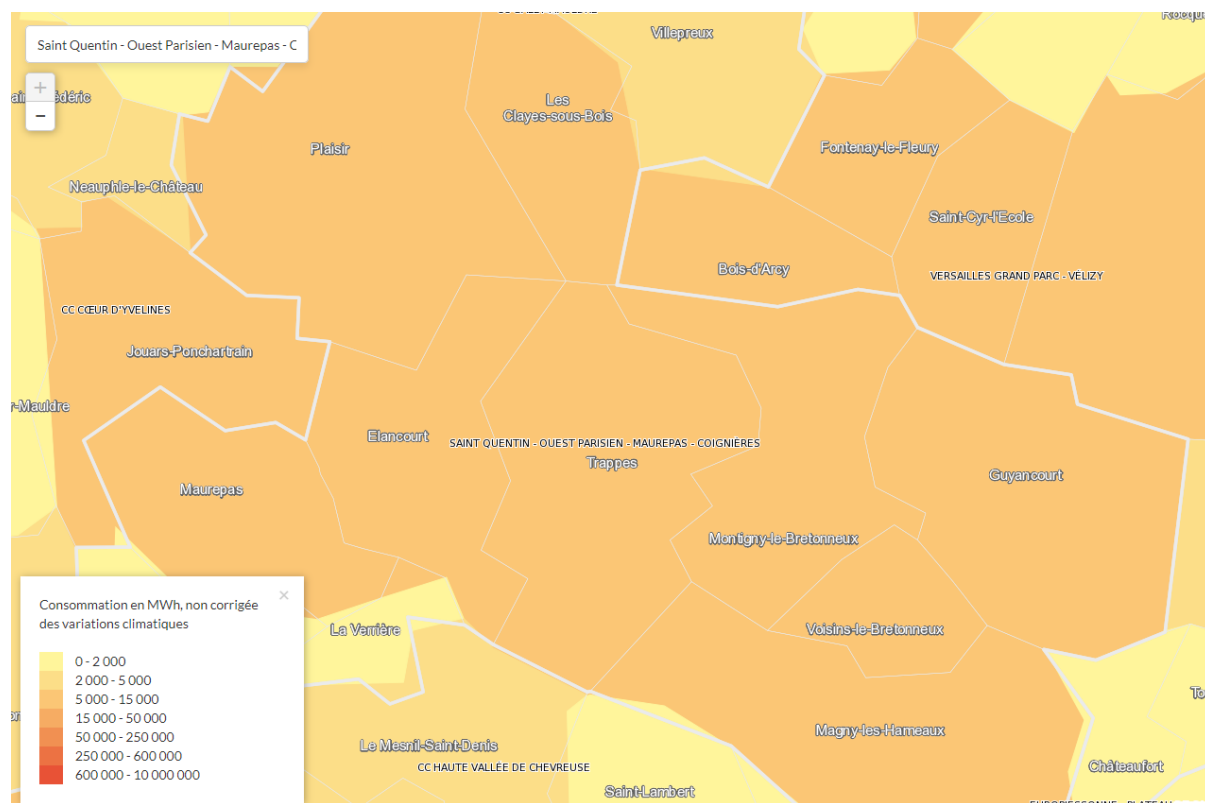 Saint Quentin - Ouest Parisien - Maurepas - C
+
−
Villepreux
Les
Clayes-sous-Bois
Plaisir
Fontenay-le-Fleury
Neauphle-le-Château
Saint-Cyr-l'Ecole
Bois-d'Arcy
VERSAILLES GRAND PARC - VÉLIZY
CC CŒUR D'YVELINES
Jouars-Ponchartrain
r-Mauldre
Elancourt
SAINT QUENTIN - OUEST PARISIEN - MAUREPAS - COIGNIÈRES
Trappes
Guyancourt
Maurepas
Montigny-le-Bretonneux
La Verrière
Voisins-le-Bretonneux
Magny-les-Hameaux
Le Mesnil-Saint-Denis
CC HAUTE VALLÉE DE CHEVREUSE
Châteaufort
Saint-Lambert
Consommation en MWh, non corrigée
des variations climatiques
×
0 - 2 000
2 000 - 5 000
5 000 - 15 000
15 000 - 50 000
50 000 - 250 000
250 000 - 600 000
600 000 - 10 000 000